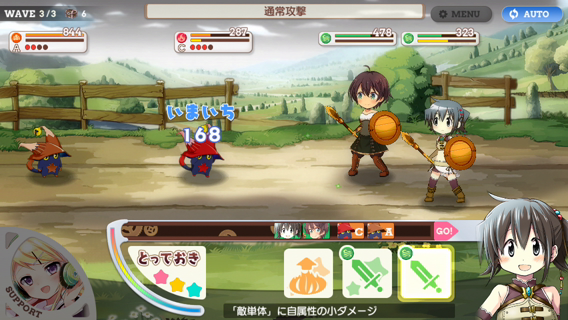 WAVE 3/3 6
通常攻撃
MENU
AUTO
844
A
287
C
478
323
いまいち
168
C A GO!
とっておき
SUPPORT
「敵単体」に自属性の小ダメージ